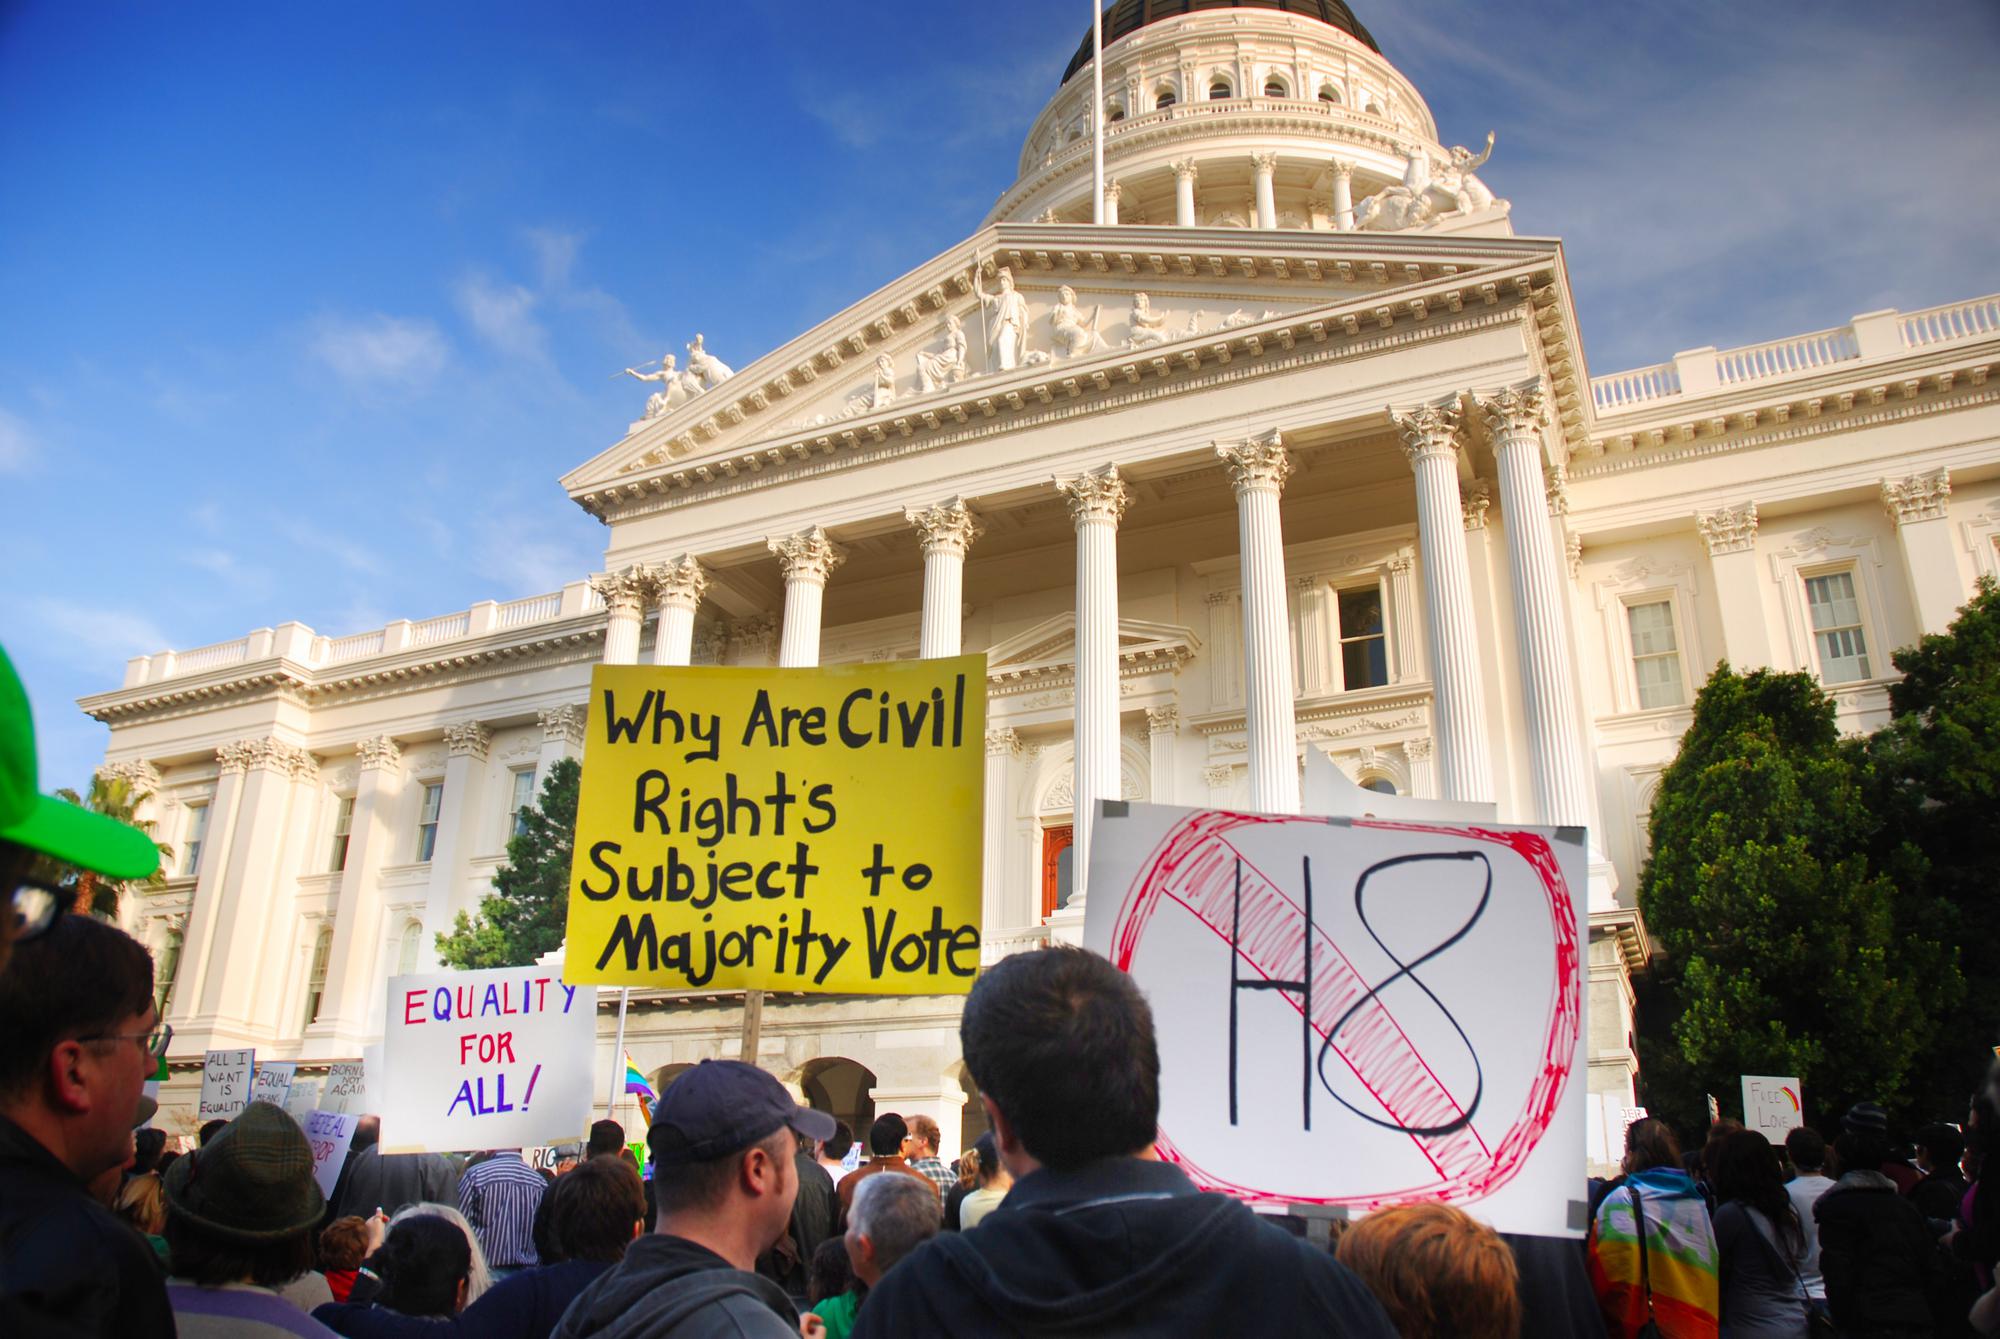 Why Are Civil
Right's
Subject to
Majority Vote
H8
EQUALITY
FOR
ALL!
ALL I
WANT
IS
EQUALITY
EQUAL
MEANS
BORN
NOT
AGAIN
REPEAL
FREE
LOVE